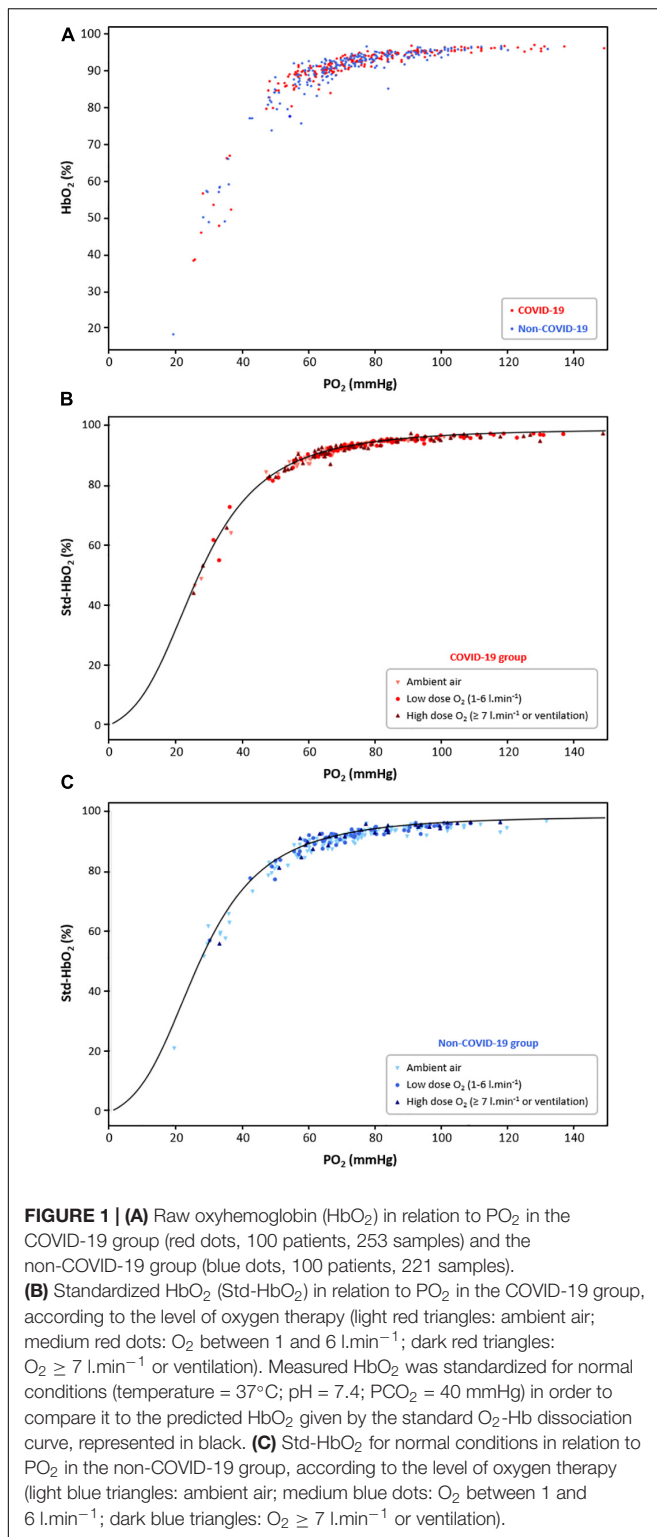 A
100
90
80
70
60
50
40
30
20
HbO₂ (%)
COVID-19
Non-COVID-19
0 20 40 60 80 100 120 140
PO₂ (mmHg)
B
100
80
60
40
20
0
Std-HbO₂ (%)
COVID-19 group
Ambient air
Low dose O₂ (1-6 l.min⁻¹)
High dose O₂ (≥ 7 l.min⁻¹ or ventilation)
0 20 40 60 80 100 120 140
PO₂ (mmHg)
C
100
80
60
40
20
0
Std-HbO₂ (%)
Non-COVID-19 group
Ambient air
Low dose O₂ (1-6 l.min⁻¹)
High dose O₂ (≥ 7 l.min⁻¹ or ventilation)
0 20 40 60 80 100 120 140
PO₂ (mmHg)
FIGURE 1 | (A) Raw oxyhemoglobin (HbO₂) in relation to PO₂ in the
COVID-19 group (red dots, 100 patients, 253 samples) and the
non-COVID-19 group (blue dots, 100 patients, 221 samples).
(B) Standardized HbO₂ (Std-HbO₂) in relation to PO₂ in the COVID-19 group,
according to the level of oxygen therapy (light red triangles: ambient air;
medium red dots: O₂ between 1 and 6 l.min⁻¹; dark red triangles:
O₂ ≥ 7 l.min⁻¹ or ventilation). Measured HbO₂ was standardized for normal
conditions (temperature = 37°C; pH = 7.4; PCO₂ = 40 mmHg) in order to
compare it to the predicted HbO₂ given by the standard O₂-Hb dissociation
curve, represented in black. (C) Std-HbO₂ for normal conditions in relation to
PO₂ in the non-COVID-19 group, according to the level of oxygen therapy
(light blue triangles: ambient air; medium blue dots: O₂ between 1 and
6 l.min⁻¹; dark blue triangles: O₂ ≥ 7 l.min⁻¹ or ventilation).